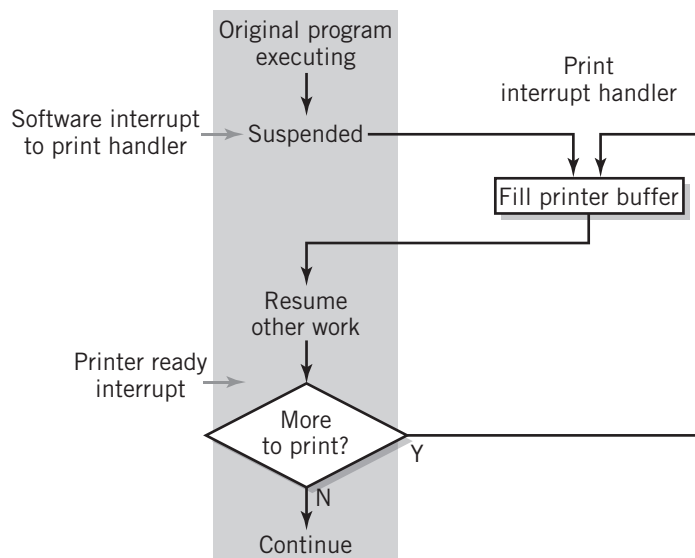 Original program
executing
Print
interrupt handler
Software interrupt
to print handler
Suspended
Fill printer buffer
Resume
other work
Printer ready
interrupt
More
to print?
Y
N
Continue